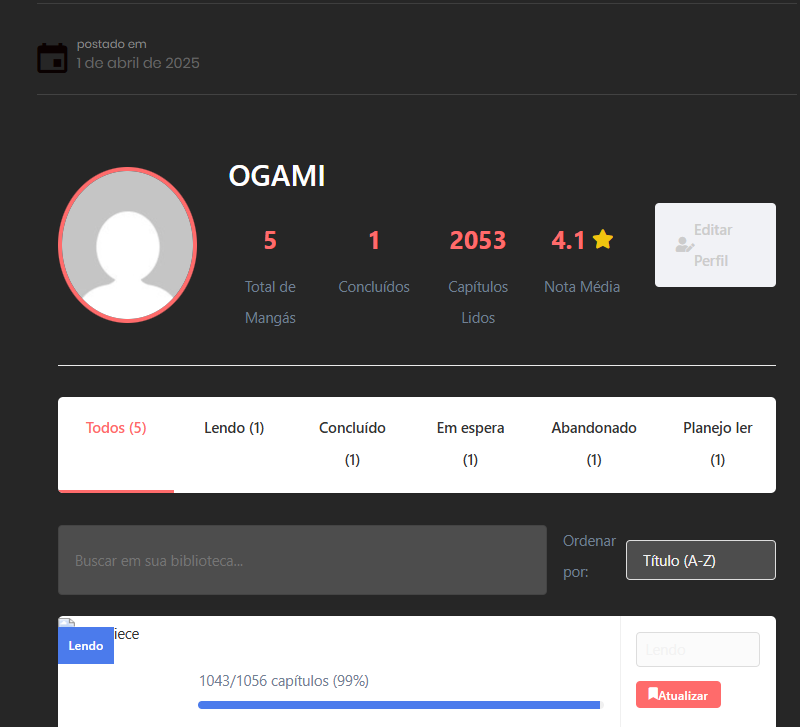 postado em
1 de abril de 2025
OGAMI
5
1
2053
4.1
Editar
Perfil
Total de
Mangás
Concluídos
Capítulos
Lidos
Nota Média
Todos (5)
Lendo (1)
Concluído
(1)
Em espera
(1)
Abandonado
(1)
Planejo ler
(1)
Buscar em sua biblioteca...
Ordenar
por:
Título (A-Z)
iece
Lendo
Lendo
1043/1056 capítulos (99%)
Atualizar